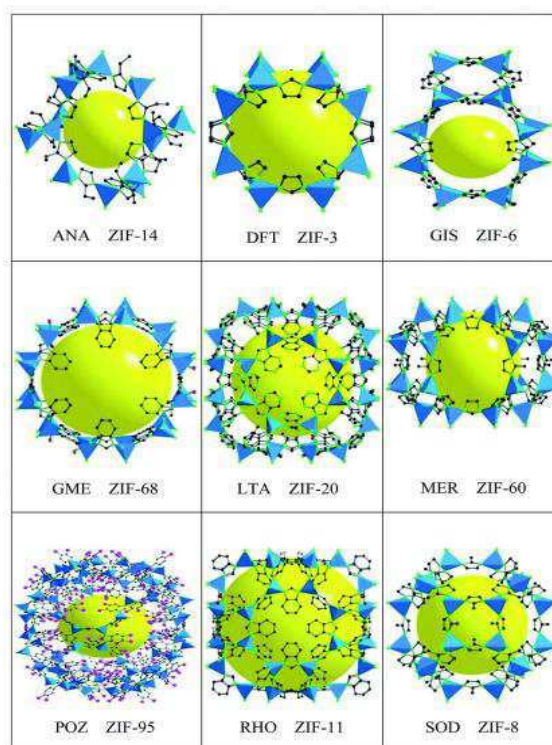 ANA ZIF-14
DFT ZIF-3
GIS ZIF-6
GME ZIF-68
LTA ZIF-20
MER ZIF-60
POZ ZIF-95
RHO ZIF-11
SOD ZIF-8